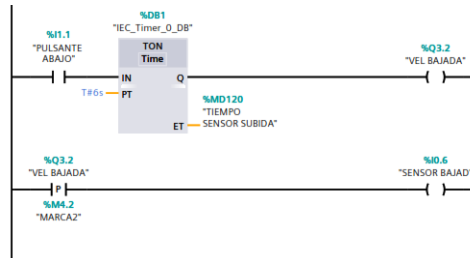 %DB1
"IEC_Timer_0_DB"
%I1.1
"PULSANTE
ABAJO"
TON
Time
%Q3.2
"VEL BAJADA"
IN
Q
T#6s
PT
%MD120
"TIEMPO
SENSOR SUBIDA"
ET
%Q3.2
"VEL BAJADA"
P
%M4.2
"MARCA2"
%I0.6
"SENSOR BAJAD